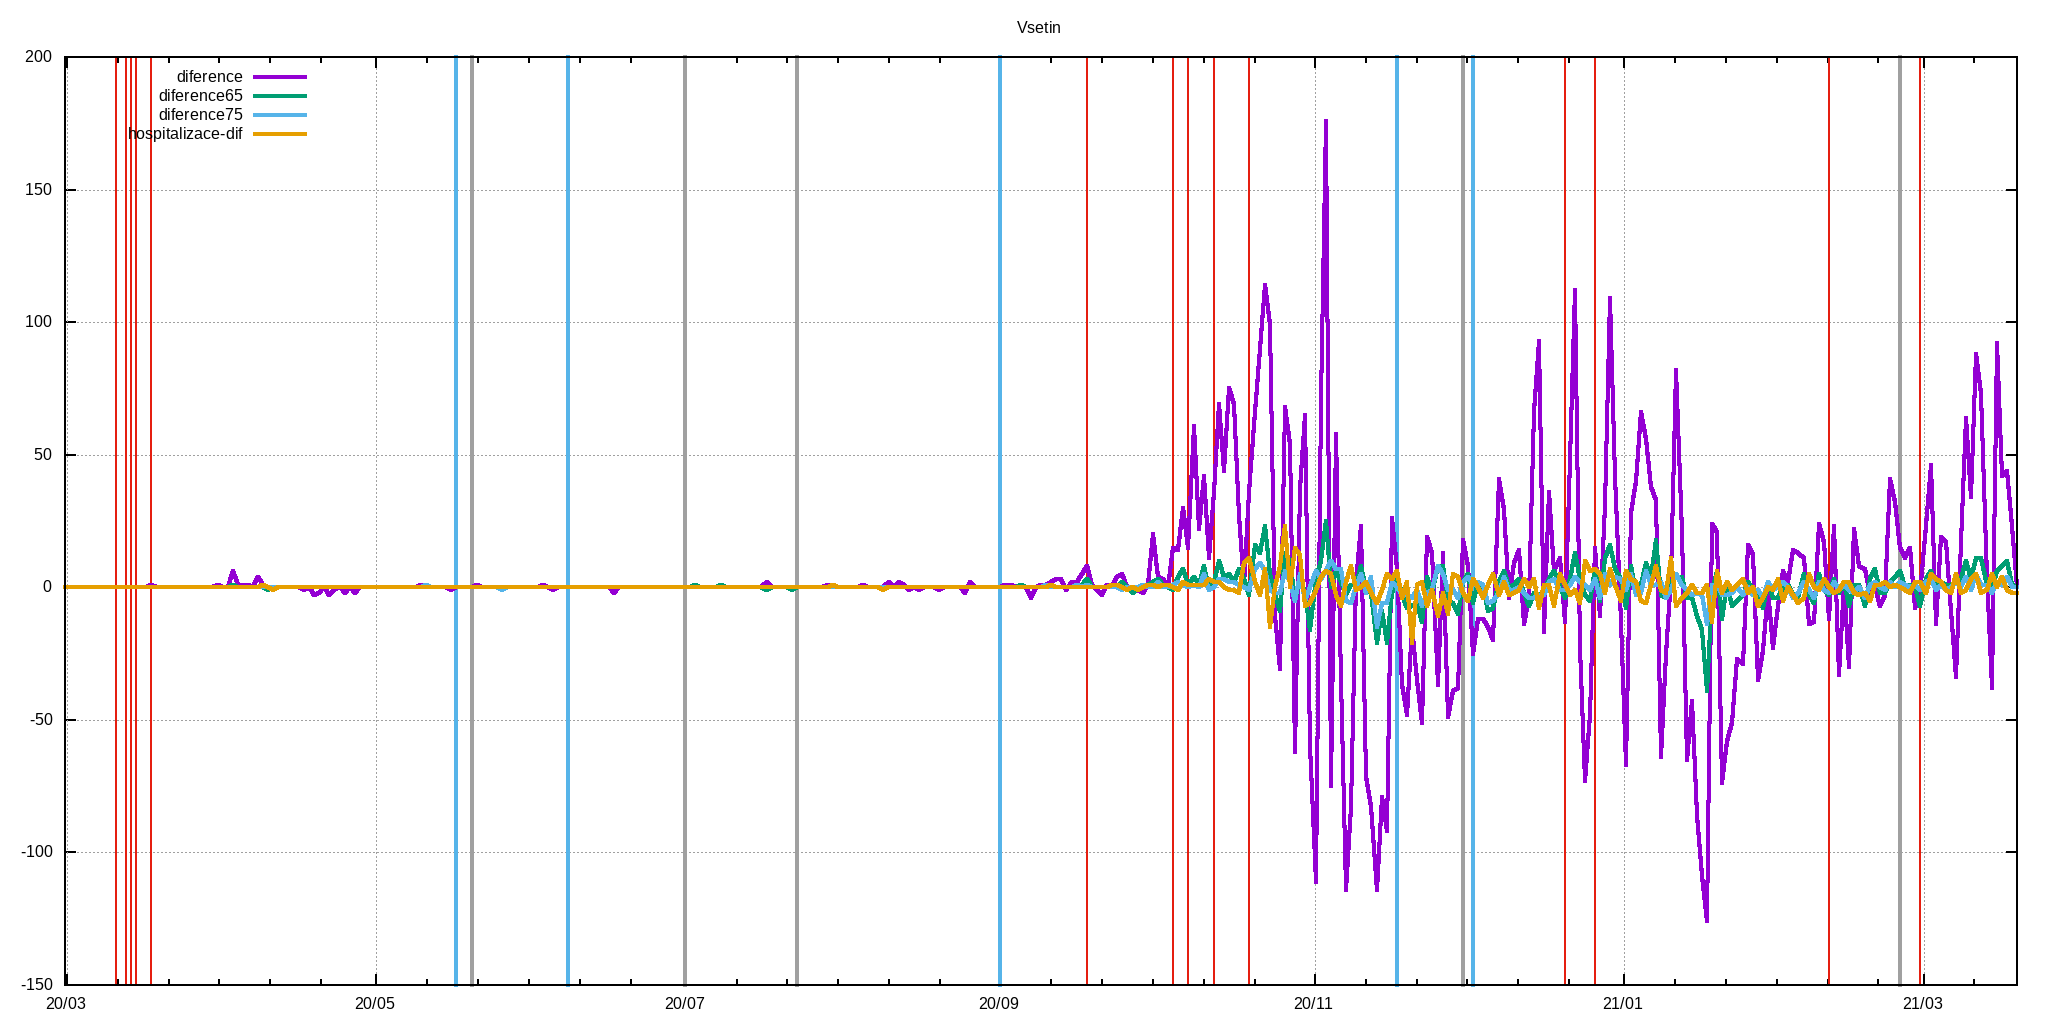 Vsetin
200
diference
diference65
diference75
hospitalizace-dif
150
100
50
0
-50
-100
-150
20/03 20/05 20/07 20/09 20/11 21/01 21/03